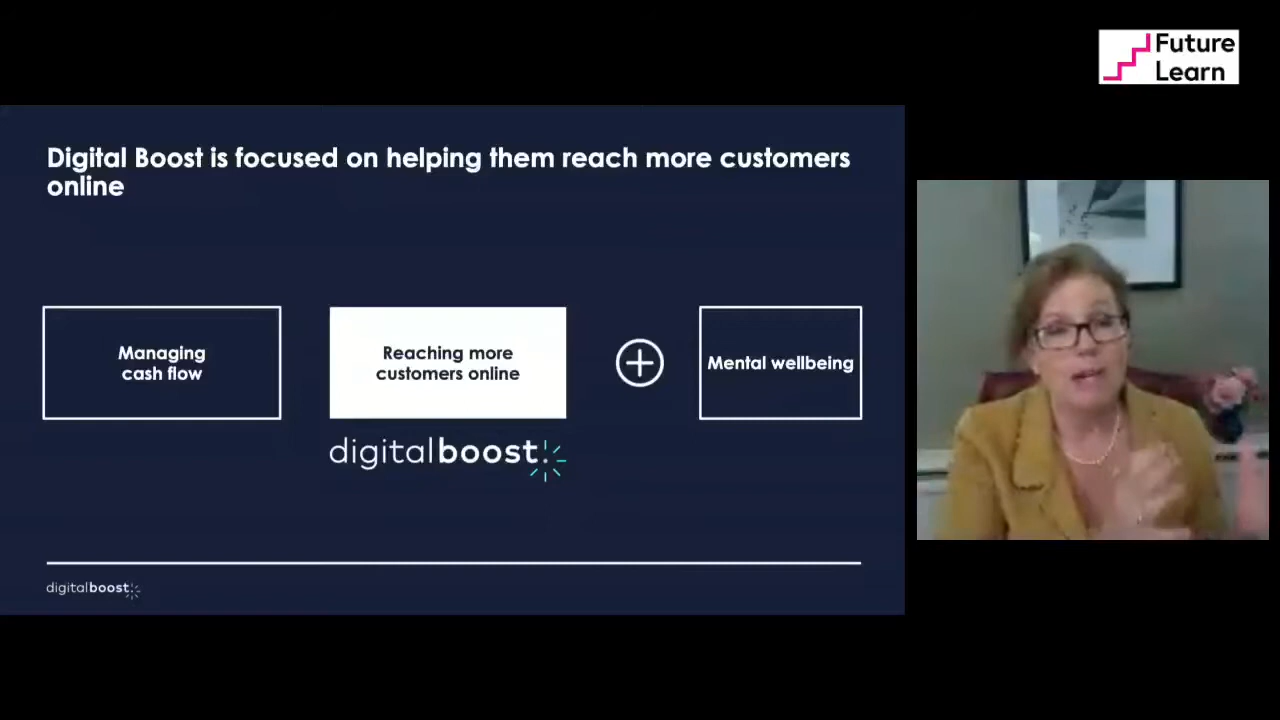 Future
Learn
Digital Boost is focused on helping them reach more customers
online
Managing
cash flow
Reaching more
customers online
Mental wellbeing
digitalboost
digitalboost